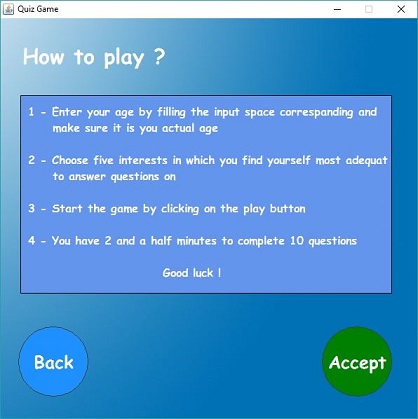 Quiz Game
How to play ?
1 - Enter your age by filling the input space correspanding and
make sure it is you actual age
2 - Choose five interests in which you find yourself most adequat
to answer questions on
3 - Start the game by clicking on the play button
4 - You have 2 and a half minutes to complete 10 questions
Good luck !
Back
Accept